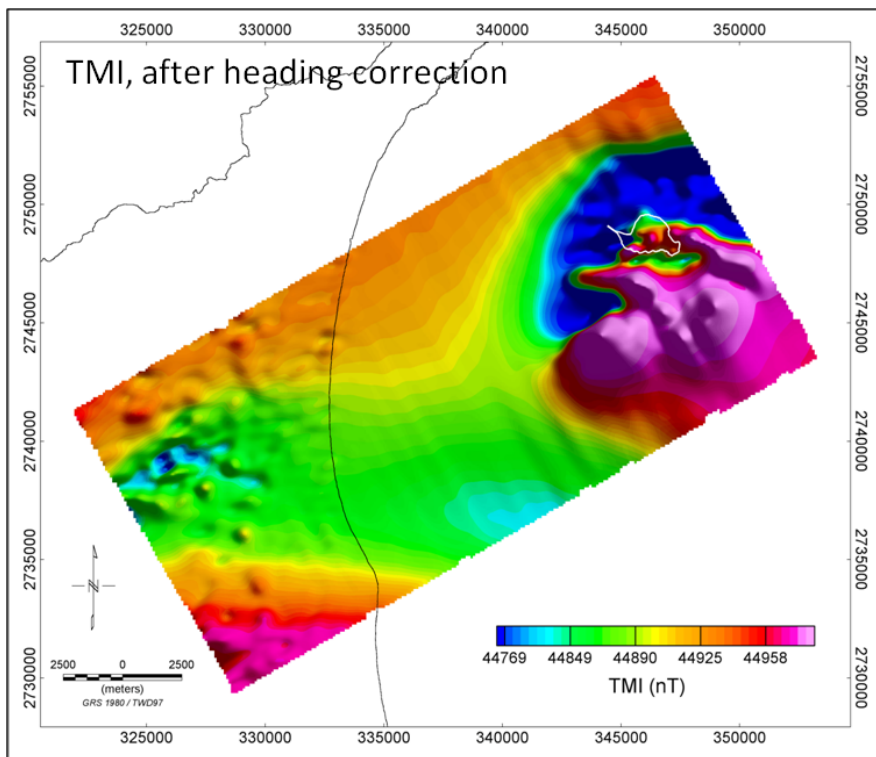 325000 330000 335000 340000 345000 350000
TMI, after heading correction
2755000 2755000
2750000 2750000
2745000 2745000
2740000 2740000
2735000 2735000
2730000 2730000
N
2500 0 2500
(meters)
GRS 1980 / TWD97
44769 44849 44890 44925 44958
TMI (nT)
325000 330000 335000 340000 345000 350000